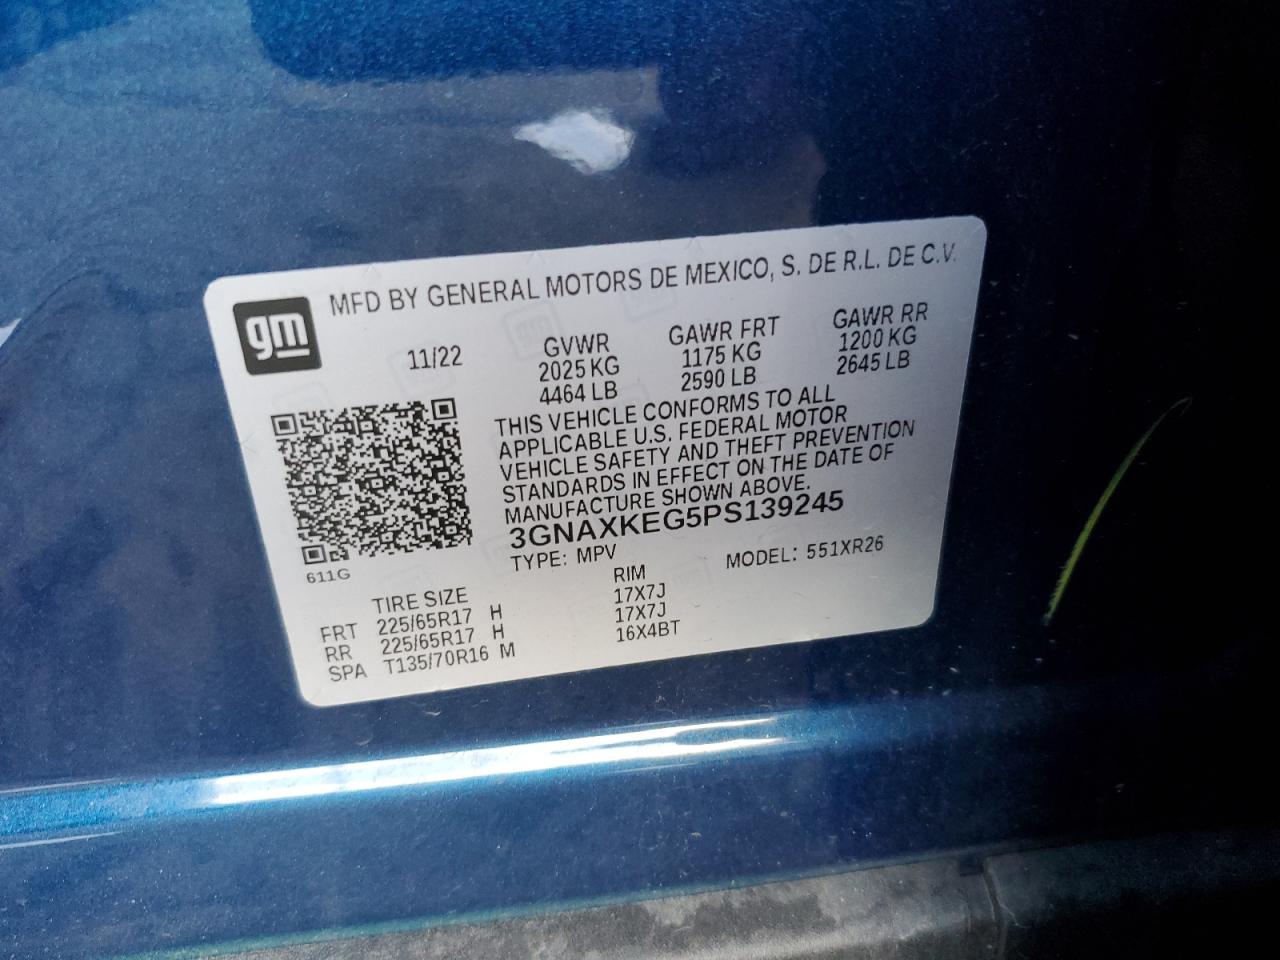 gm
MFD BY GENERAL MOTORS DE MEXICO, S. DE R.L. DE C.V.
11/22
GVWR
2025 KG
4464 LB
GAWR FRT
1175 KG
2590 LB
GAWR RR
1200 KG
2645 LB
THIS VEHICLE CONFORMS TO ALL
APPLICABLE U.S. FEDERAL MOTOR
VEHICLE SAFETY AND THEFT PREVENTION
STANDARDS IN EFFECT ON THE DATE OF
MANUFACTURE SHOWN ABOVE.
3GNAXKEG5PS139245
TYPE: MPV MODEL: 551XR26
611G
TIRE SIZE RIM
FRT 225/65R17 H 17X7J
RR 225/65R17 H 17X7J
SPA T135/70R16 M 16X4BT